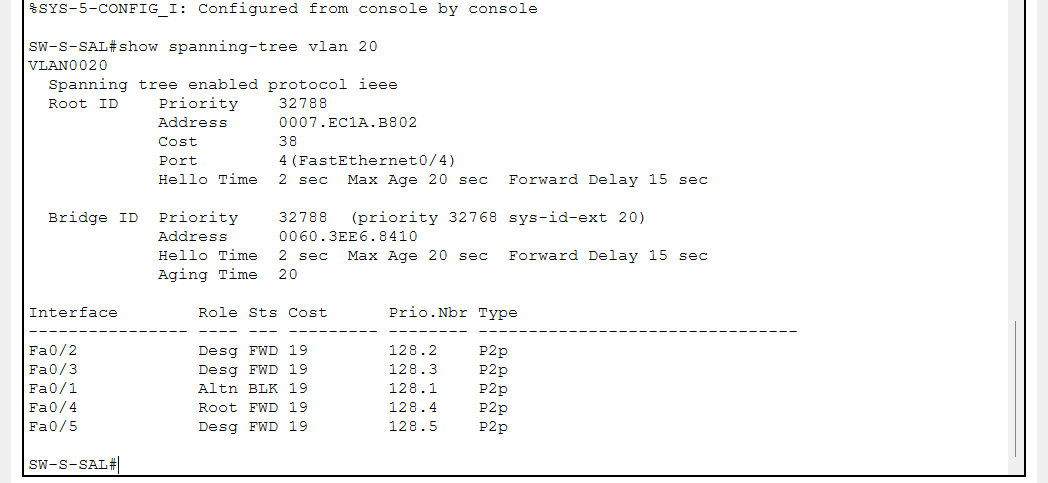 %SYS-5-CONFIG_I: Configured from console by console
SW-S-SAL#show spanning-tree vlan 20
VLAN0020
  Spanning tree enabled protocol ieee
  Root ID    Priority    32788
             Address     0007.EC1A.B802
             Cost        38
             Port        4(FastEthernet0/4)
             Hello Time  2 sec  Max Age 20 sec  Forward Delay 15 sec
  Bridge ID  Priority    32788  (priority 32768 sys-id-ext 20)
             Address     0060.3EE6.8410
             Hello Time  2 sec  Max Age 20 sec  Forward Delay 15 sec
             Aging Time  20
Interface        Role Sts Cost      Prio.Nbr Type
---------------- ---- --- --------- -------- --------------------------------
Fa0/2            Desg FWD 19        128.2    P2p
Fa0/3            Desg FWD 19        128.3    P2p
Fa0/1            Altn BLK 19        128.1    P2p
Fa0/4            Root FWD 19        128.4    P2p
Fa0/5            Desg FWD 19        128.5    P2p
SW-S-SAL#